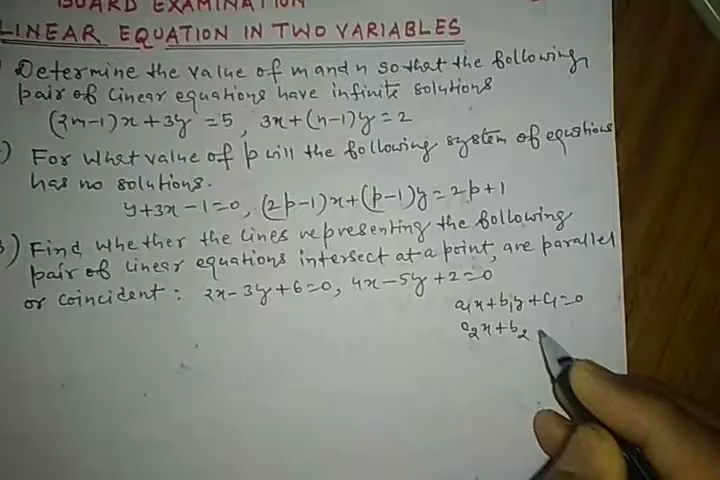 BOARD EXAMINATION
LINEAR EQUATION IN TWO VARIABLES
Determine the value of m and n so that the following
pair of linear equations have infinite solutions
(2m-1)x+3y=5, 3x+(n-1)y=2
) For what value of p will the following system of equations
has no solutions.
y+3x-1=0, (2p-1)x+(p-1)y=2p+1
3) Find whether the lines representing the following
pair of linear equations intersect at a point, are parallel
or coincident: 2x-3y+6=0, 4x-5y+2=0
a₁x+b₁y+c₁=0
a₂x+b₂